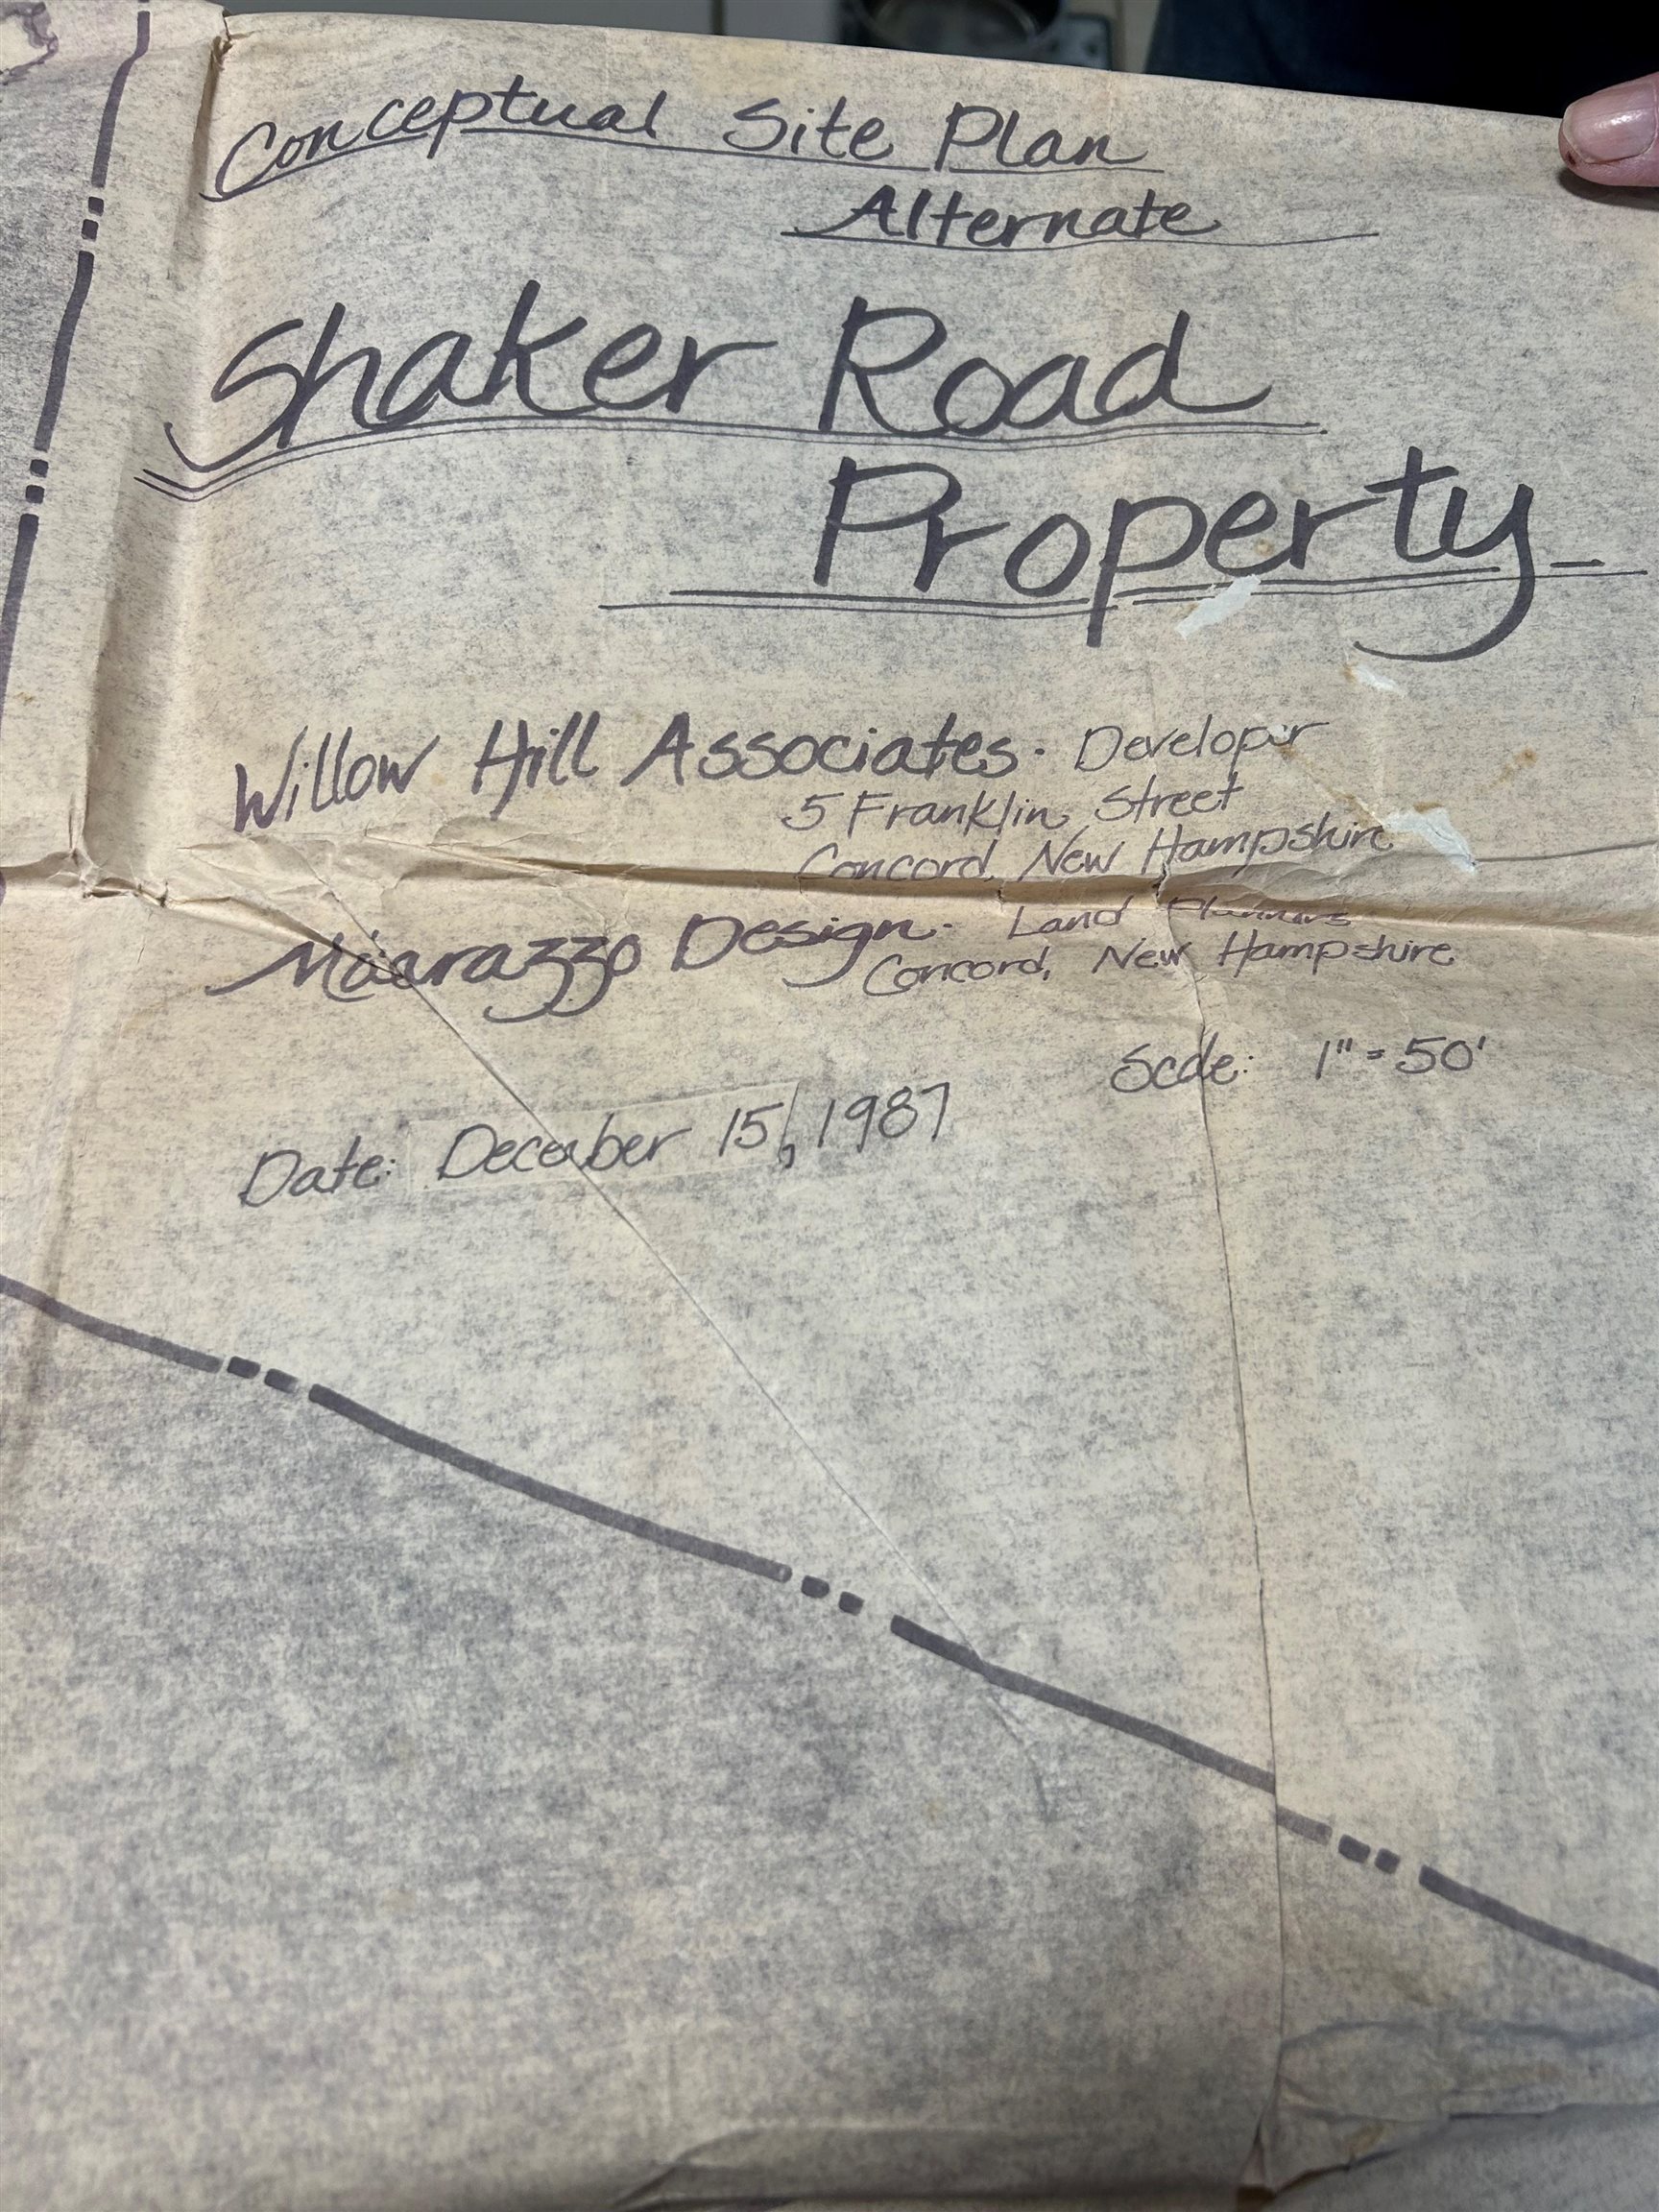 Conceptual Site Plan
Alternate
Shaker Road
Property
Willow Hill Associates. Developer
5 Franklin Street
Concord, New Hampshire
Design. Land Planners
Concord, New Hampshire
Scale: 1" = 50'
Date: December 15, 1987